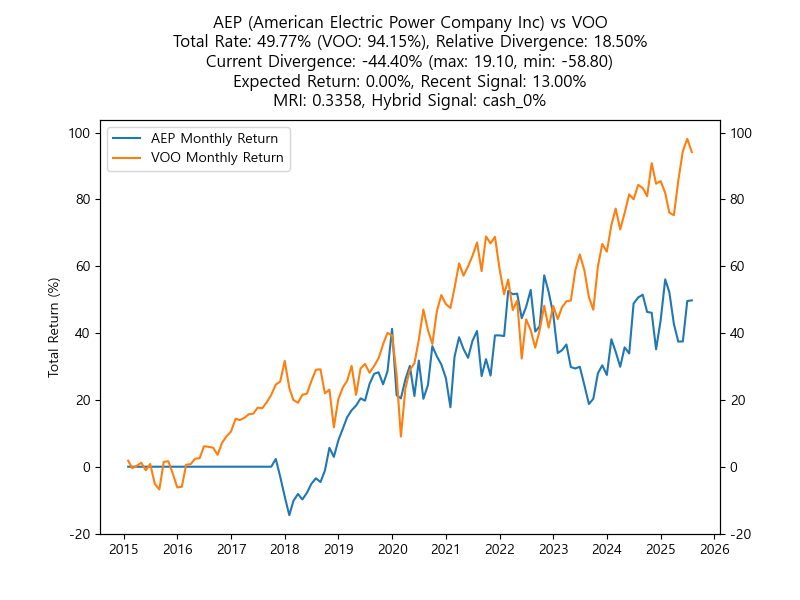 AEP (American Electric Power Company Inc) vs VOO
Total Rate: 49.77% (VOO: 94.15%), Relative Divergence: 18.50%
Current Divergence: -44.40% (max: 19.10, min: -58.80)
Expected Return: 0.00%, Recent Signal: 13.00%
MRI: 0.3358, Hybrid Signal: cash_0%
AEP Monthly Return
VOO Monthly Return
Total Return (%)
100
80
60
40
20
0
-20
100
80
60
40
20
0
-20
2015 2016 2017 2018 2019 2020 2021 2022 2023 2024 2025 2026